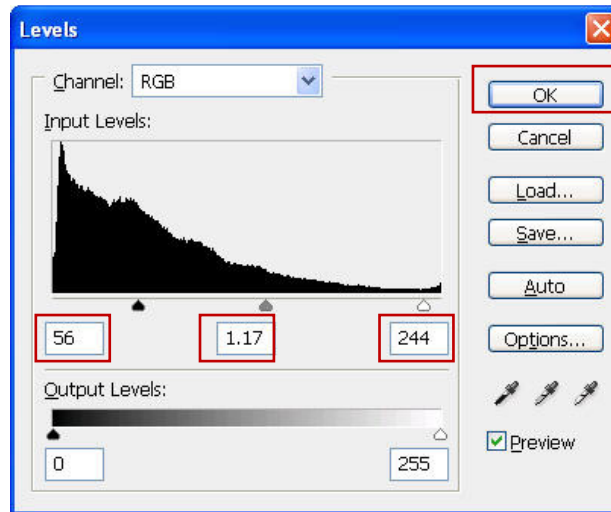 Levels
Channel: RGB
Input Levels:
56 1.17 244
Output Levels:
0 255
OK
Cancel
Load...
Save...
Auto
Options...
Preview